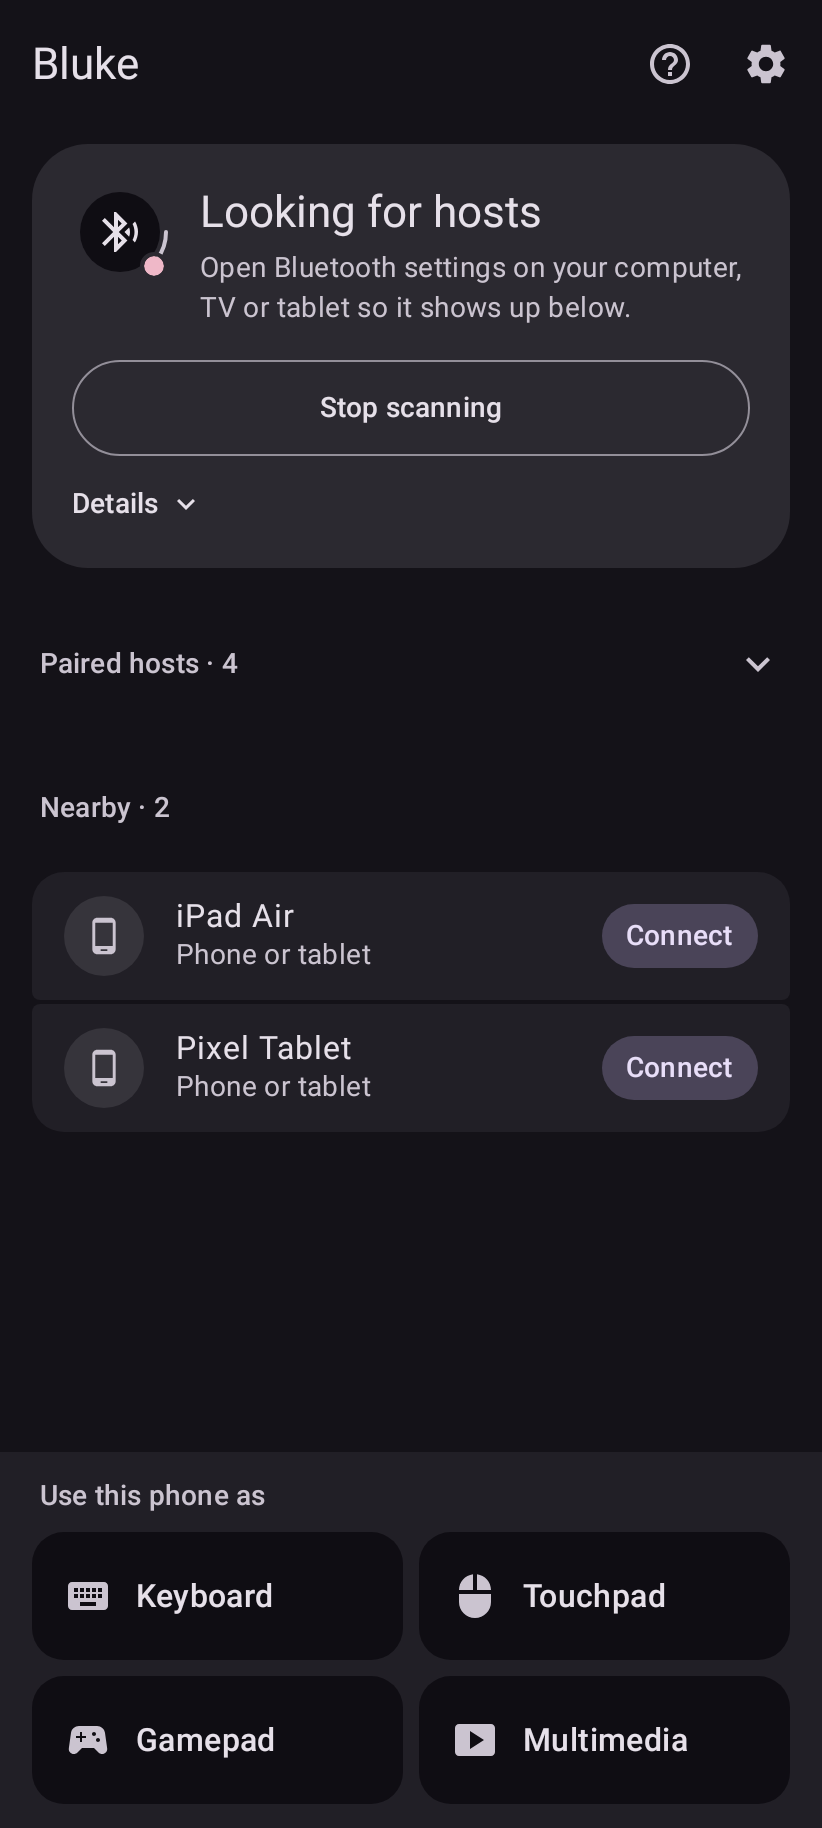 Bluke
Looking for hosts
Open Bluetooth settings on your computer,
TV or tablet so it shows up below.
Stop scanning
Details
Paired hosts · 4
Nearby · 2
iPad Air
Phone or tablet
Connect
Pixel Tablet
Phone or tablet
Connect
Use this phone as
Keyboard
Touchpad
Gamepad
Multimedia